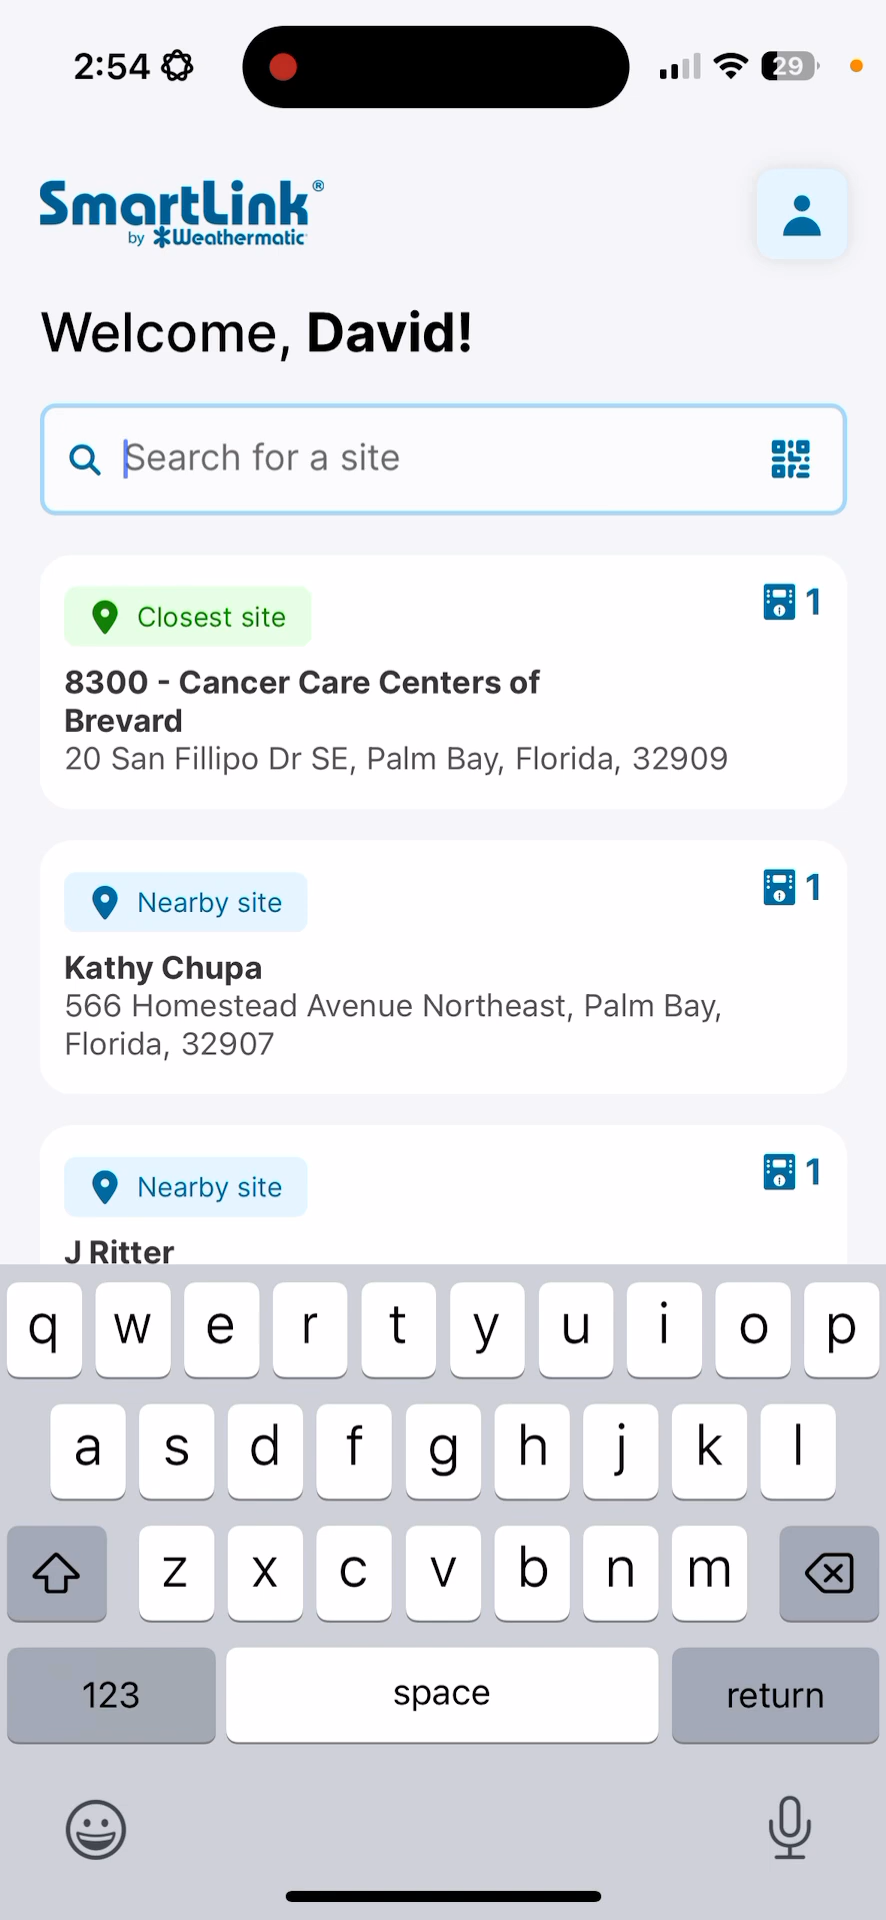 2:54
29
SmartLink®
by Weathermatic
Welcome, David!
Search for a site
Closest site
1
8300 - Cancer Care Centers of
Brevard
20 San Fillipo Dr SE, Palm Bay, Florida, 32909
Nearby site
1
Kathy Chupa
566 Homestead Avenue Northeast, Palm Bay,
Florida, 32907
Nearby site
1
J Ritter
q w e r t y u i o p
a s d f g h j k l
z x c v b n m
123 space return